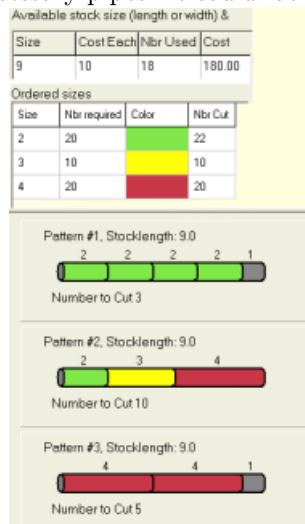 Available stock size (length or width) &
Size Cost Each Nbr Used Cost
9 10 18 180.00
Ordered sizes
Size Nbr required Color Nbr Cut
2 20 22
3 10 10
4 20 20
Pattern #1, Stocklength: 9.0
2 2 2 2 1
Number to Cut 3
Pattern #2, Stocklength: 9.0
2 3 4
Number to Cut 10
Pattern #3, Stocklength: 9.0
4 4 1
Number to Cut 5